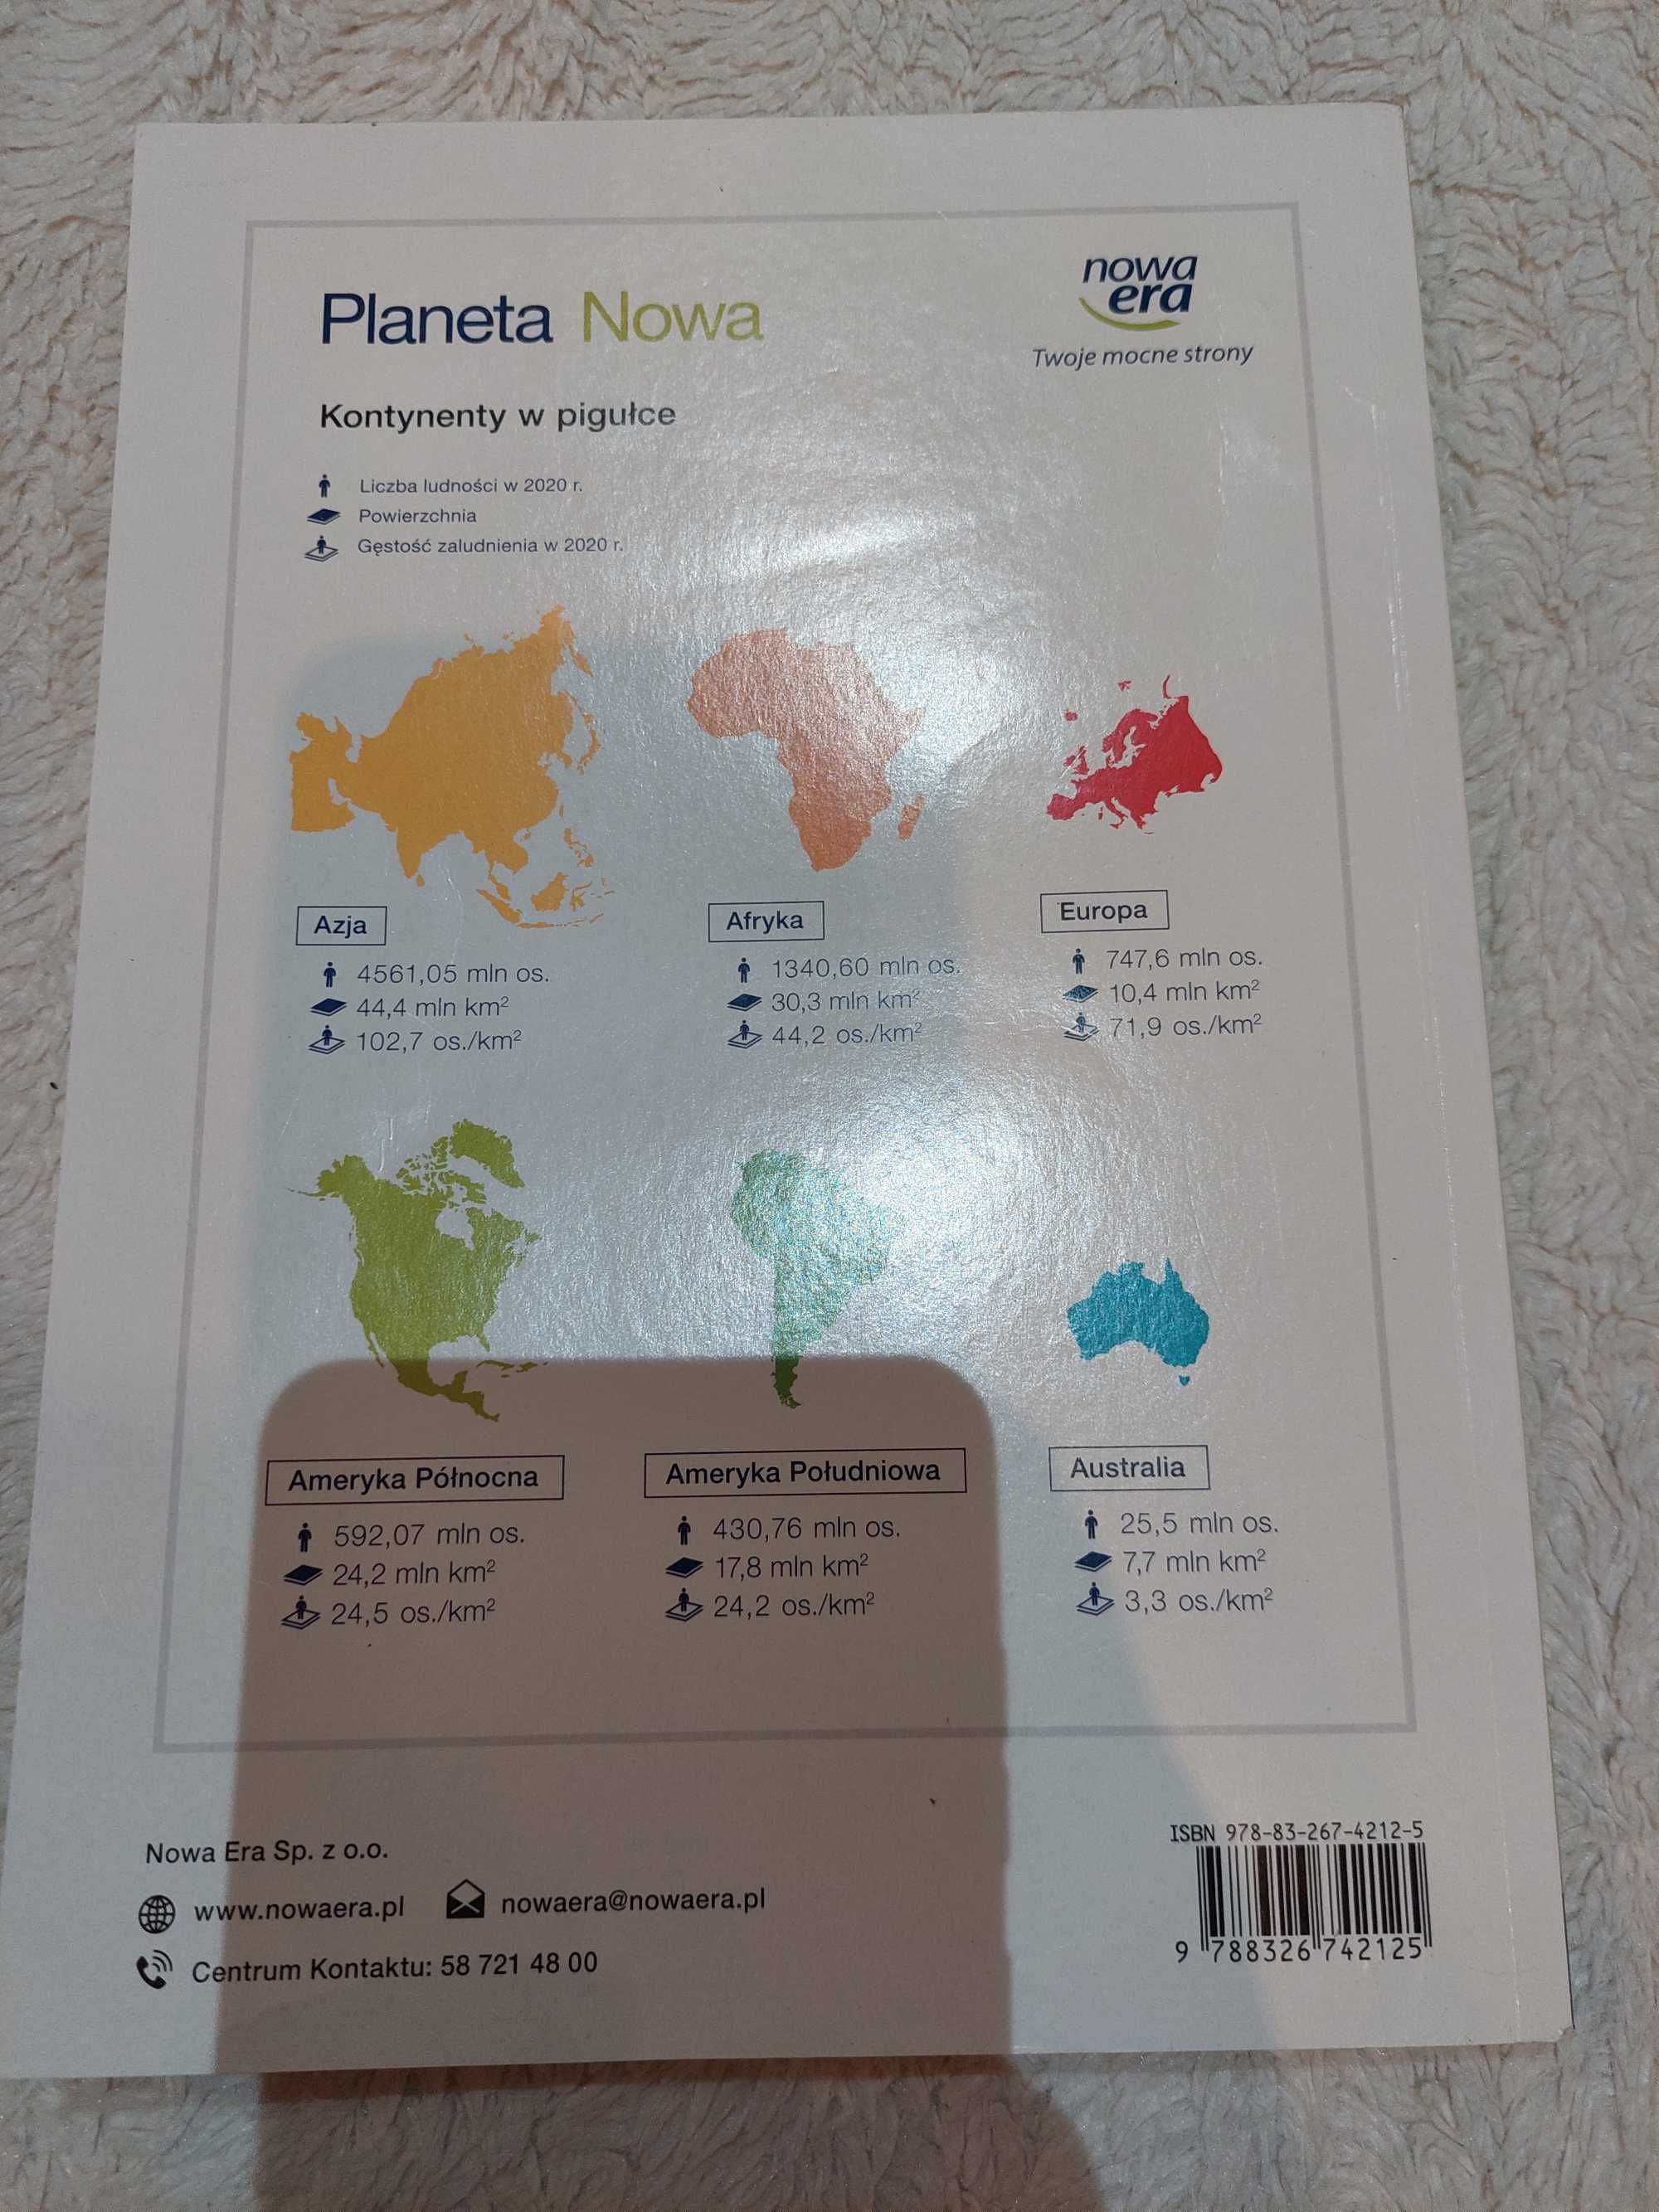 nowa
era
Twoje mocne strony
Planeta Nowa
Kontynenty w pigułce
Liczba ludności w 2020 r.
Powierzchnia
Gęstość zaludnienia w 2020 r.
Azja
4561,05 mln os.
44,4 mln km²
102,7 os./km²
Afryka
1340,60 mln os.
30,3 mln km²
44,2 os./km²
Europa
747,6 mln os.
10,4 mln km²
71,9 os./km²
Ameryka Północna
592,07 mln os.
24,2 mln km²
24,5 os./km²
Ameryka Południowa
430,76 mln os.
17,8 mln km²
24,2 os./km²
Australia
25,5 mln os.
7,7 mln km²
3,3 os./km²
Nowa Era Sp. z o.o.
www.nowaera.pl nowaera@nowaera.pl
Centrum Kontaktu: 58 721 48 00
ISBN 978-83-267-4212-5
9 788326 742125